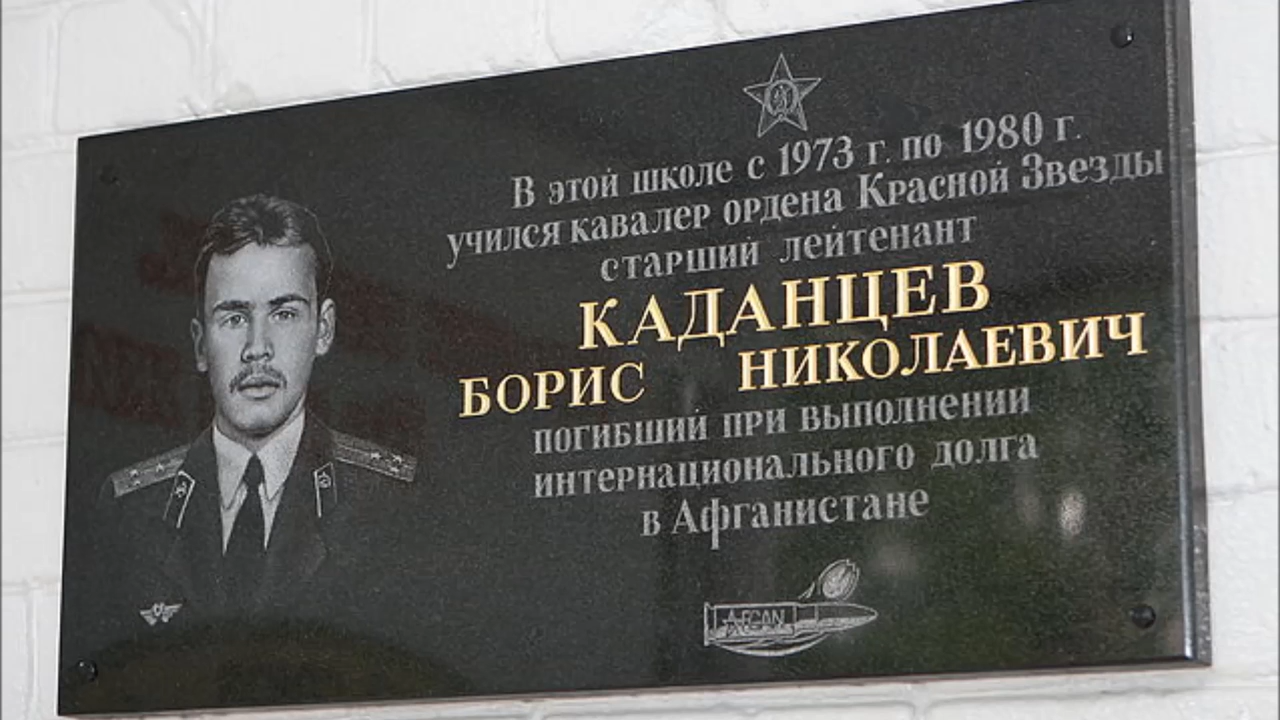 В этой школе с 1973 г. по 1980 г.
учился кавалер ордена Красной Звезды
старший лейтенант
КАДАНЦЕВ
БОРИС НИКОЛАЕВИЧ
погибший при выполнении
интернационального долга
в Афганистане
AFGAN